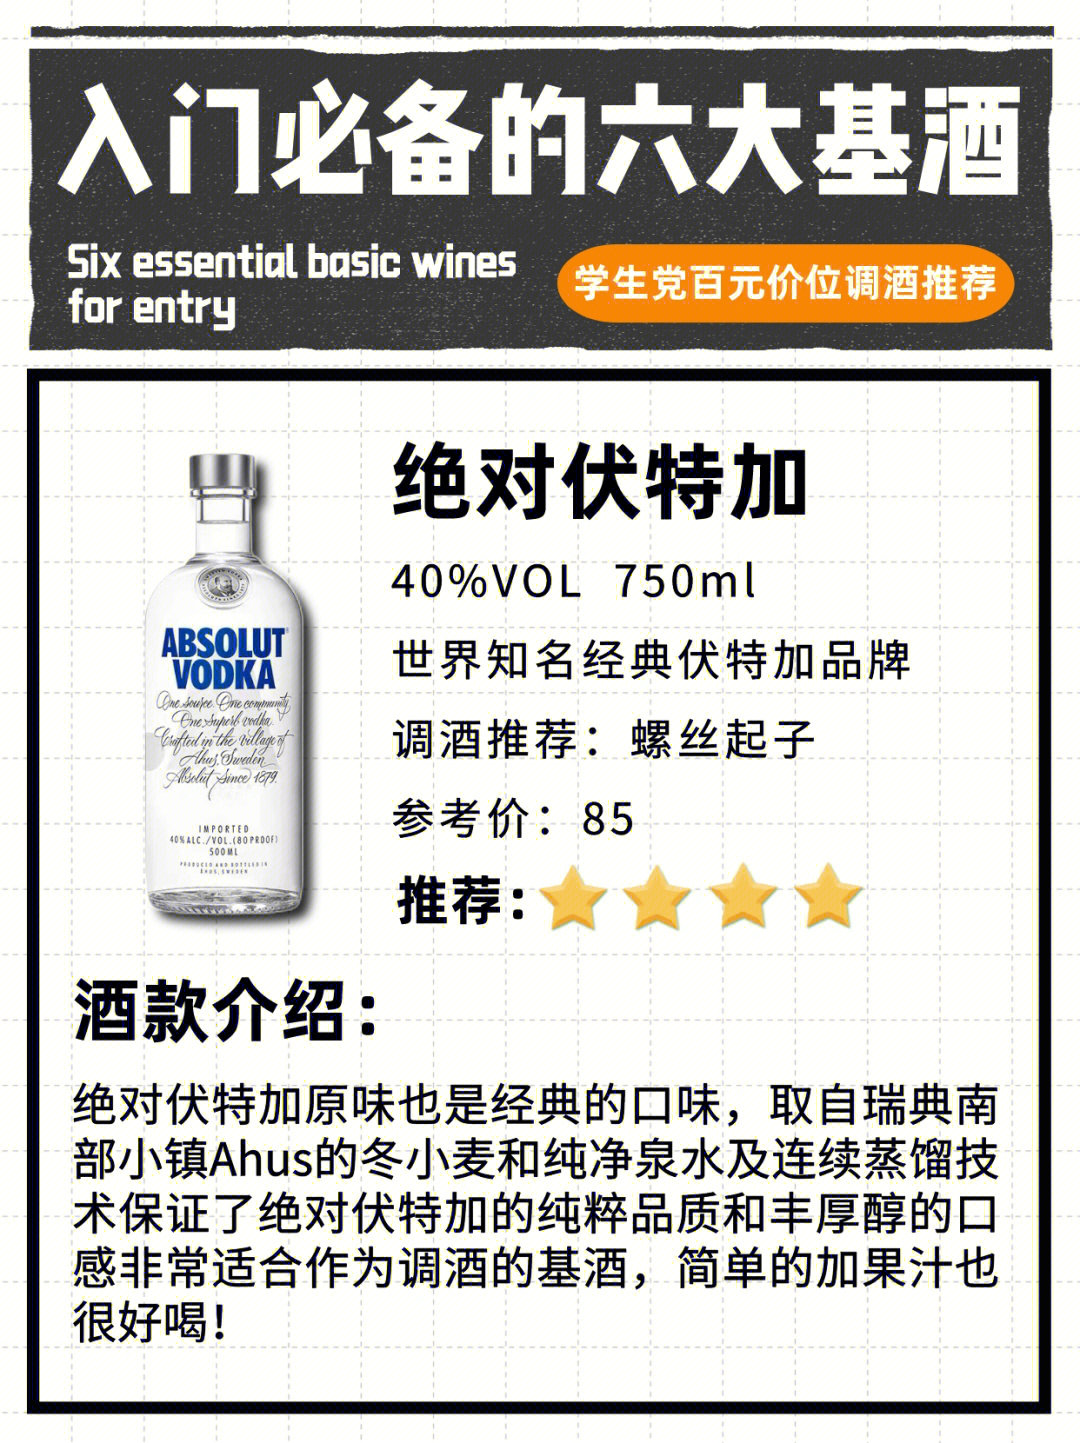 入门必备的六大基酒
Six essential basic wines
for entry
学生党百元价位调酒推荐
绝对伏特加
40%VOL 750ml
世界知名经典伏特加品牌
调酒推荐：螺丝起子
参考价：85
推荐：
ABSOLUT
VODKA
One source. One community.
One superb vodka.
Crafted in the village of
Ahus, Sweden
Absolut Since 1879.
IMPORTED
40%ALC./VOL.(80 PROOF)
500ML
PRODUCED AND BOTTLED IN
ÅHUS, SWEDEN
酒款介绍：
绝对伏特加原味也是经典的口味，取自瑞典南
部小镇Ahus的冬小麦和纯净泉水及连续蒸馏技
术保证了绝对伏特加的纯粹品质和丰厚醇的口
感非常适合作为调酒的基酒，简单的加果汁也
很好喝！